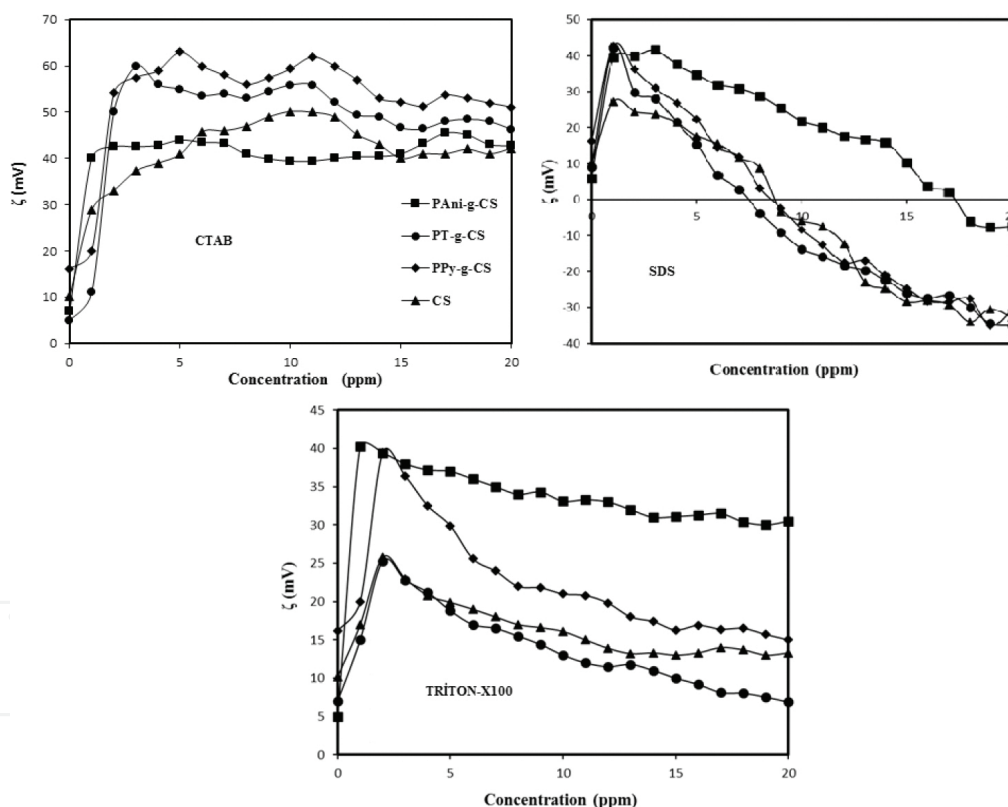 70
60
50
40
30
20
10
0
ζ (mV)
0 5 10 15 20
Concentration (ppm)
CTAB
PAni-g-CS
PT-g-CS
PPy-g-CS
CS
50
40
30
20
10
0
-10
-20
-30
-40
ζ (mV)
0 5 10 15 20
SDS
Concentration (ppm)
45
40
35
30
25
20
15
10
5
0
ζ (mV)
TRİTON-X100
0 5 10 15 20
Concentration (ppm)